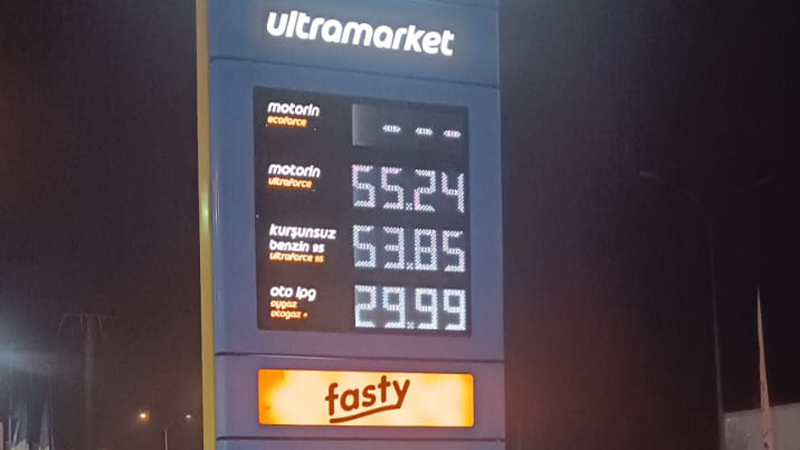 ultramarket
motorin
ecoforce
- - -
motorin
ultraforce
55.24
kurşunsuz
benzin 95
ultraforce 95
53.85
oto lpg
aygaz
otogaz +
29.99
fasty